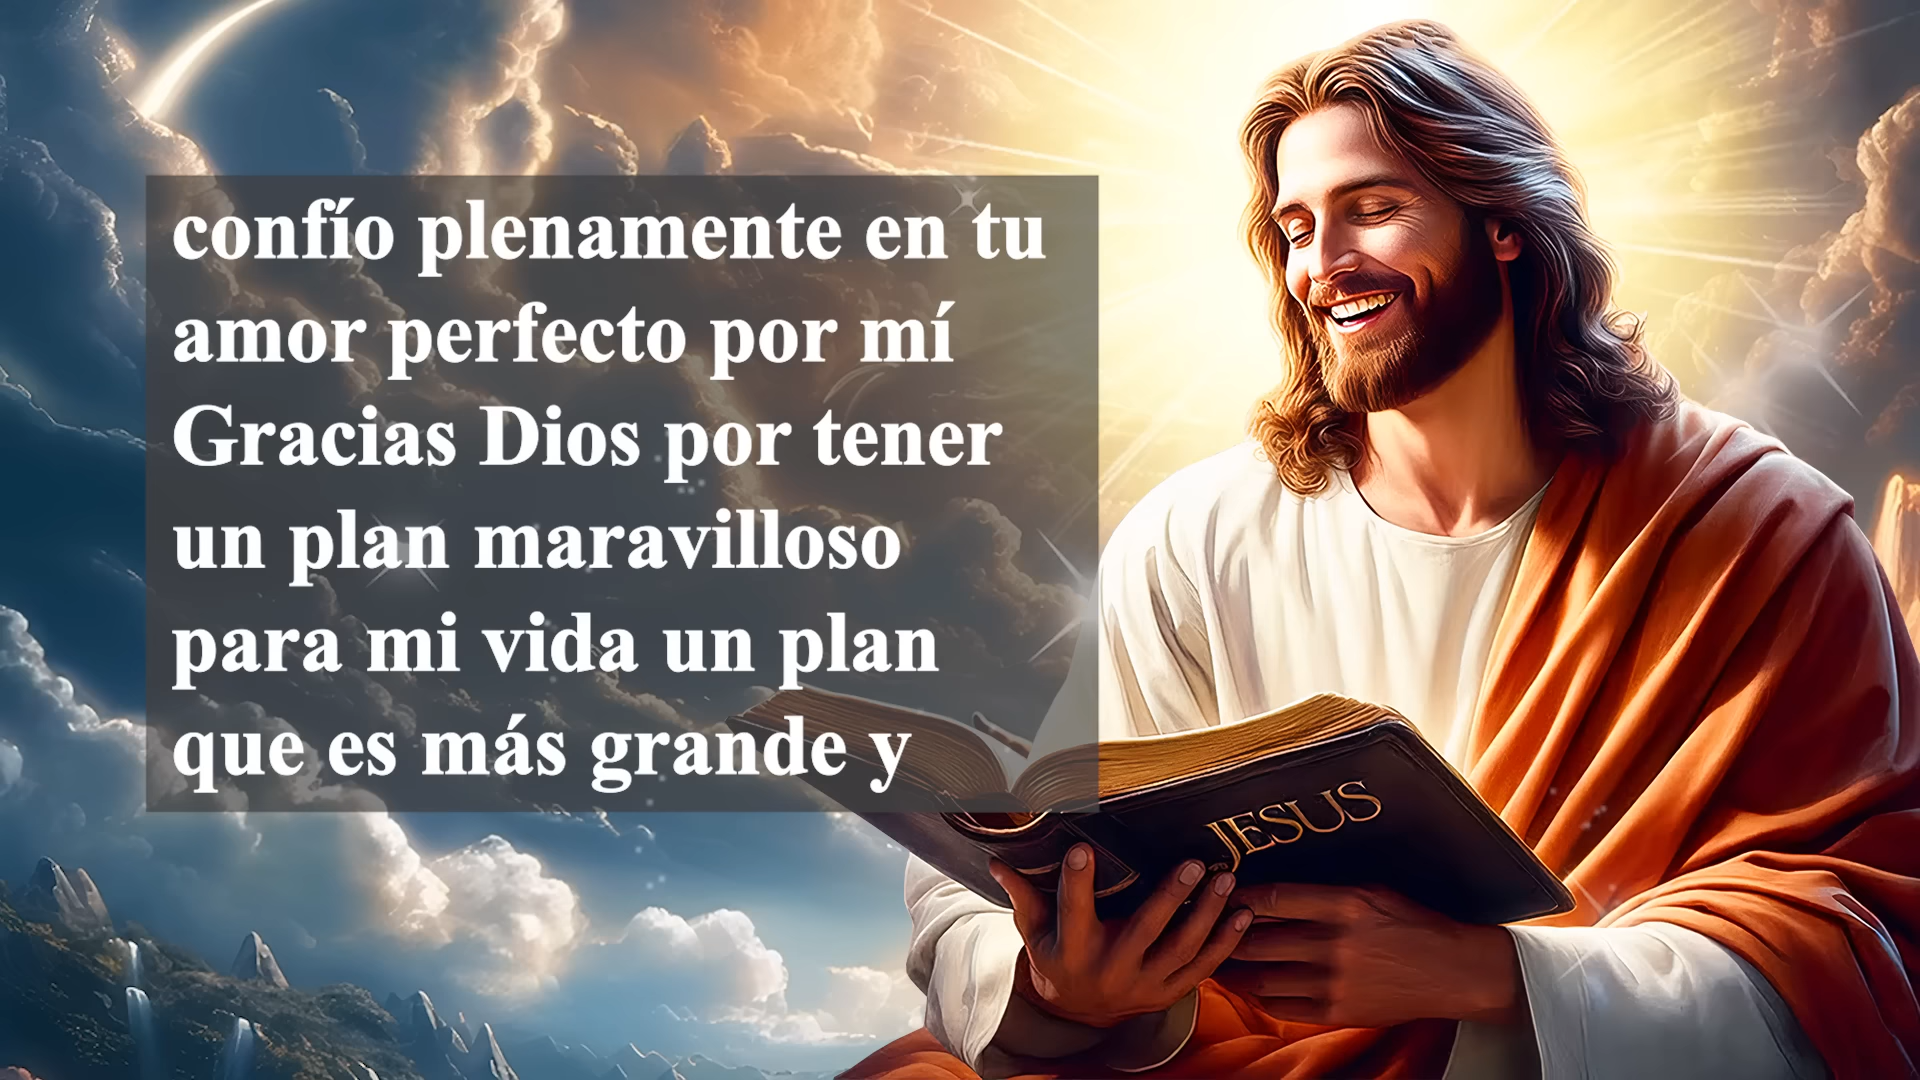 confío plenamente en tu
amor perfecto por mí
Gracias Dios por tener
un plan maravilloso
para mi vida un plan
que es más grande y
JESUS